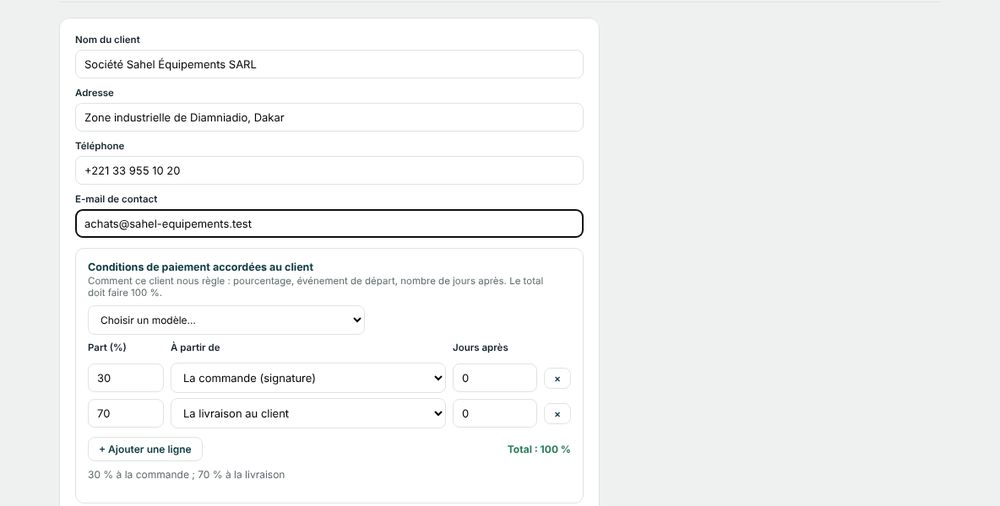 Nom du client
Société Sahel Équipements SARL
Adresse
Zone industrielle de Diamniadio, Dakar
Téléphone
+221 33 955 10 20
E-mail de contact
achats@sahel-equipements.test
Conditions de paiement accordées au client
Comment ce client nous règle : pourcentage, événement de départ, nombre de jours après. Le total
doit faire 100 %.
Choisir un modèle...
Part (%) À partir de Jours après
30 La commande (signature) 0 ×
70 La livraison au client 0 ×
+ Ajouter une ligne Total : 100 %
30 % à la commande ; 70 % à la livraison